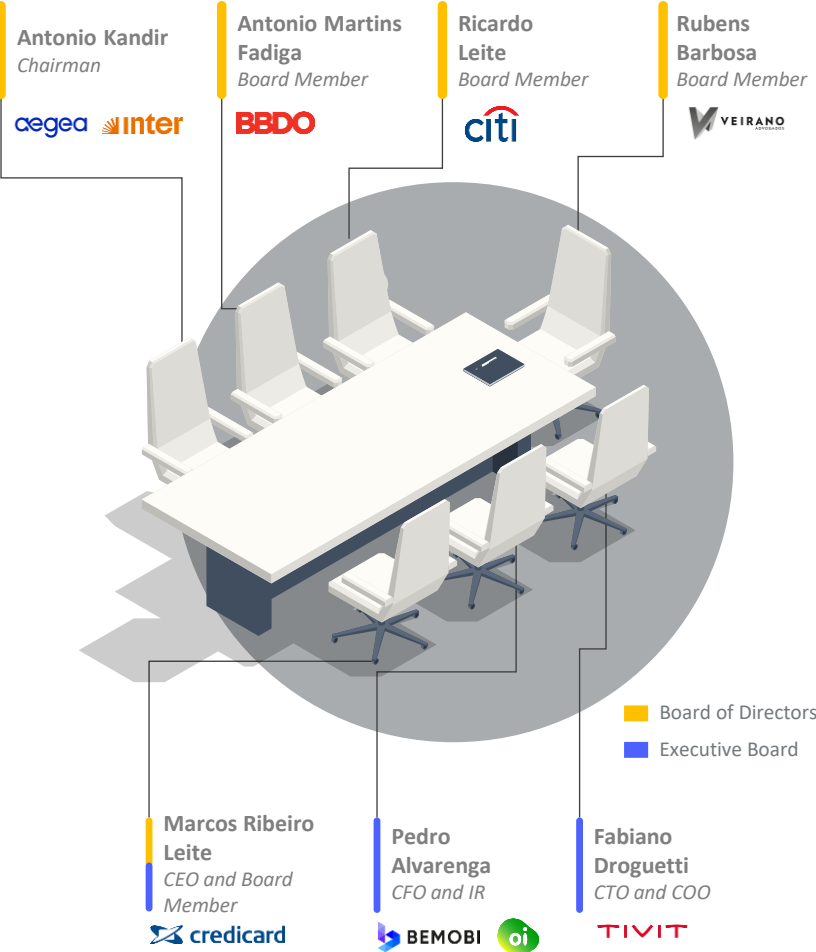 Antonio Kandir
Chairman
aegea inter
Antonio Martins
Fadiga
Board Member
BBDO
Ricardo
Leite
Board Member
citi
Rubens
Barbosa
Board Member
VEIRANO
ADVOGADOS
Board of Directors
Executive Board
Marcos Ribeiro
Leite
CEO and Board
Member
credicard
Pedro
Alvarenga
CFO and IR
BEMOBI oi
Fabiano
Droguetti
CTO and COO
TIVIT